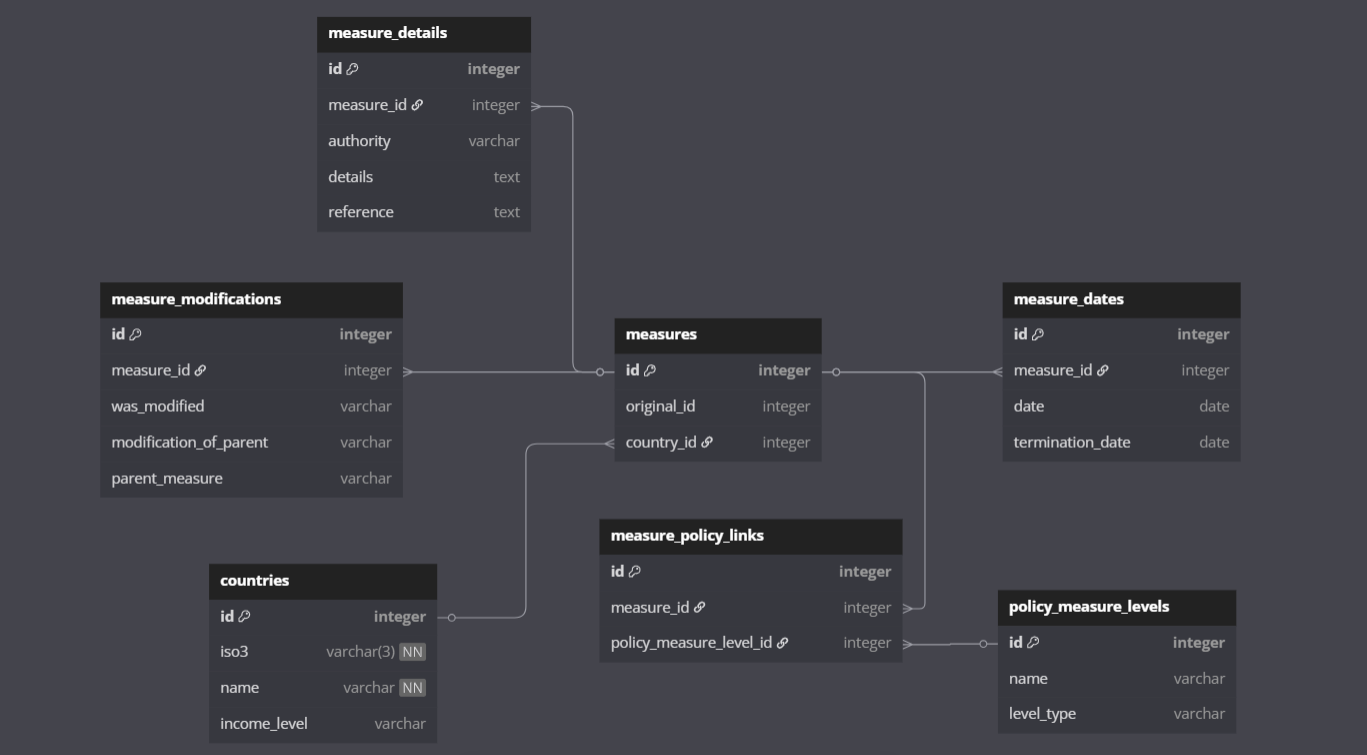 measure_details
id integer
measure_id integer
authority varchar
details text
reference text
measure_modifications
id integer
measure_id integer
was_modified varchar
modification_of_parent varchar
parent_measure varchar
measures
id integer
original_id integer
country_id integer
measure_dates
id integer
measure_id integer
date date
termination_date date
measure_policy_links
id integer
measure_id integer
policy_measure_level_id integer
countries
id integer
iso3 varchar(3) NN
name varchar NN
income_level varchar
policy_measure_levels
id integer
name varchar
level_type varchar